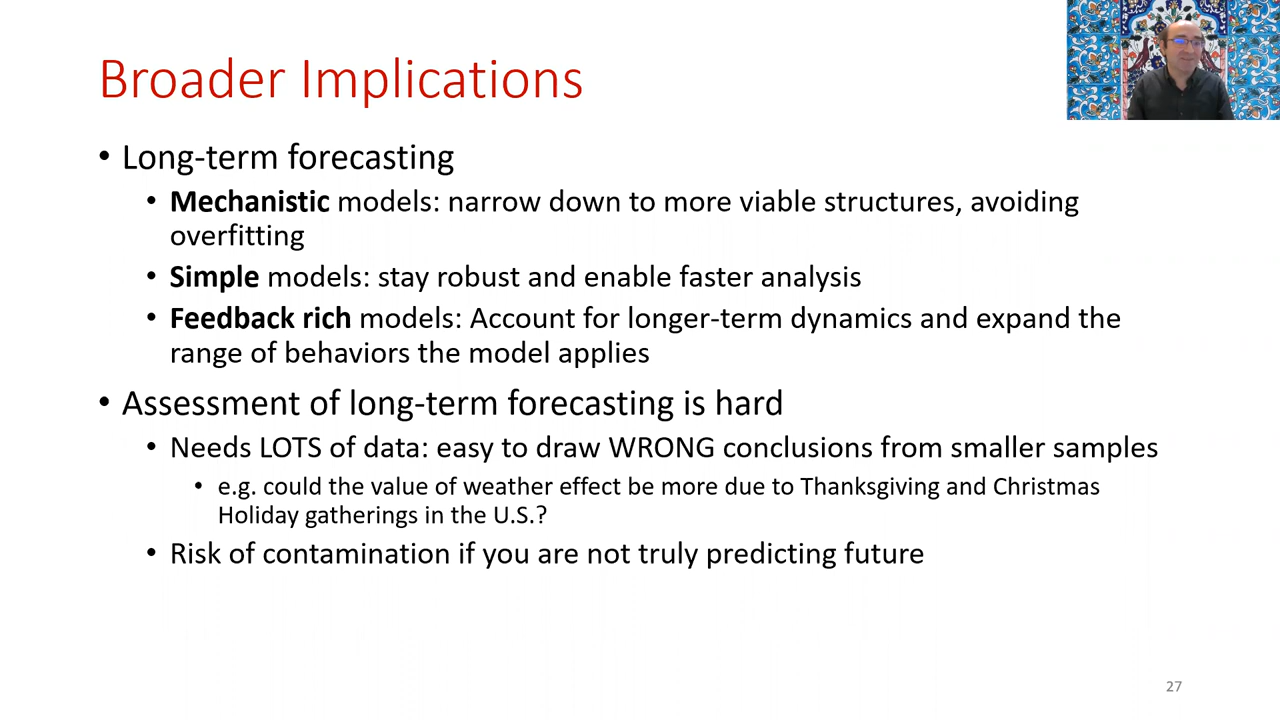 Broader Implications
• Long-term forecasting
• Mechanistic models: narrow down to more viable structures, avoiding
overfitting
• Simple models: stay robust and enable faster analysis
• Feedback rich models: Account for longer-term dynamics and expand the
range of behaviors the model applies
• Assessment of long-term forecasting is hard
• Needs LOTS of data: easy to draw WRONG conclusions from smaller samples
• e.g. could the value of weather effect be more due to Thanksgiving and Christmas
Holiday gatherings in the U.S.?
• Risk of contamination if you are not truly predicting future
27